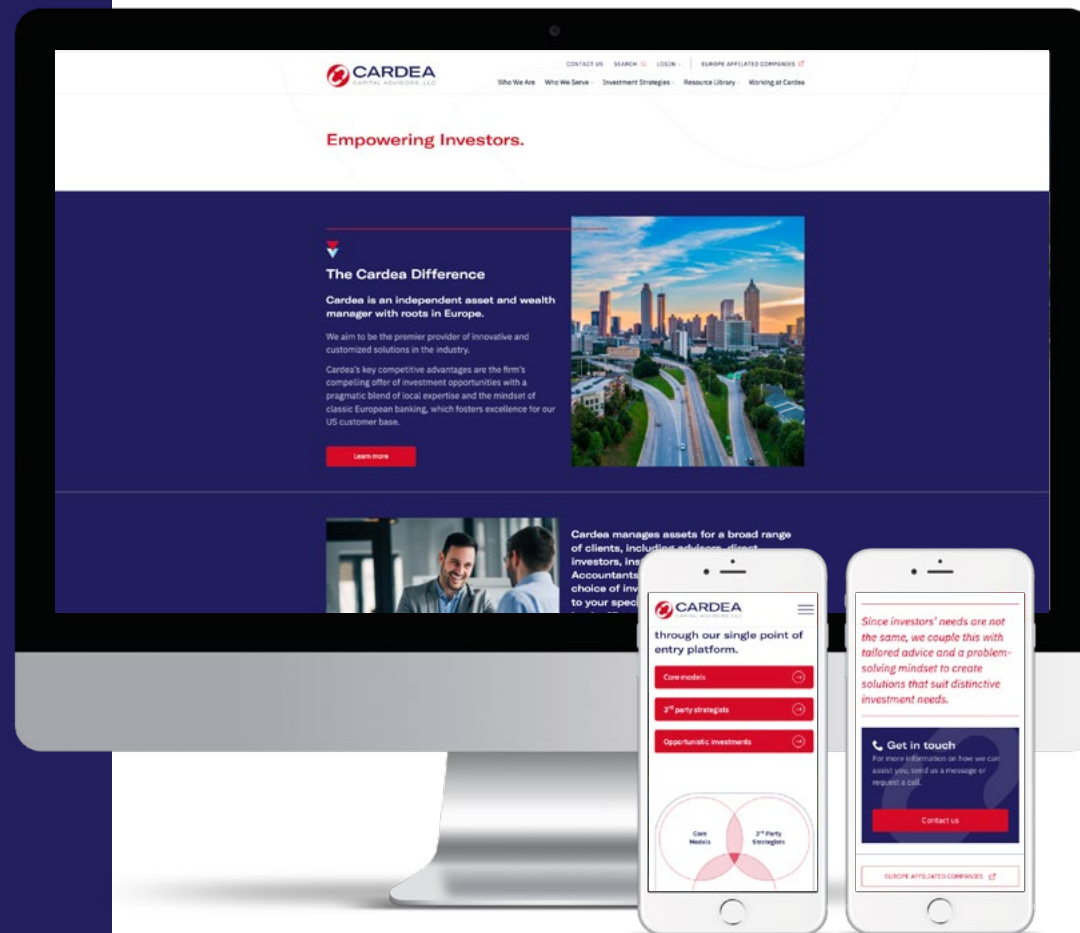 CARDEA
CAPITAL ADVISORS, LLC
CONTACT US SEARCH LOGIN EUROPE AFFILIATED COMPANIES
Who We Are Who We Serve Investment Strategies Resource Library Working at Cardea
Empowering Investors.
The Cardea Difference
Cardea is an independent asset and wealth
manager with roots in Europe.
We aim to be the premier provider of innovative and
customized solutions in the industry.
Cardea's key competitive advantages are the firm's
compelling offer of investment opportunities with a
pragmatic blend of local expertise and the mindset of
classic European banking, which fosters excellence for our
US customer base.
Learn more
Cardea manages assets for a broad range
of clients, including advisors, direct
investors,
Accountants
choice of
to your
CARDEA
CAPITAL ADVISORS, LLC
through our single point of
entry platform.
Core models
3rd party strategists
Opportunistic investments
Core
Models
3rd Party
Strategists
Since investors' needs are not
the same, we couple this with
tailored advice and a problem-
solving mindset to create
solutions that suit distinctive
investment needs.
Get in touch
For more information on how we can
assist you, send us a message or
request a call.
Contact us
EUROPE AFFILIATED COMPANIES